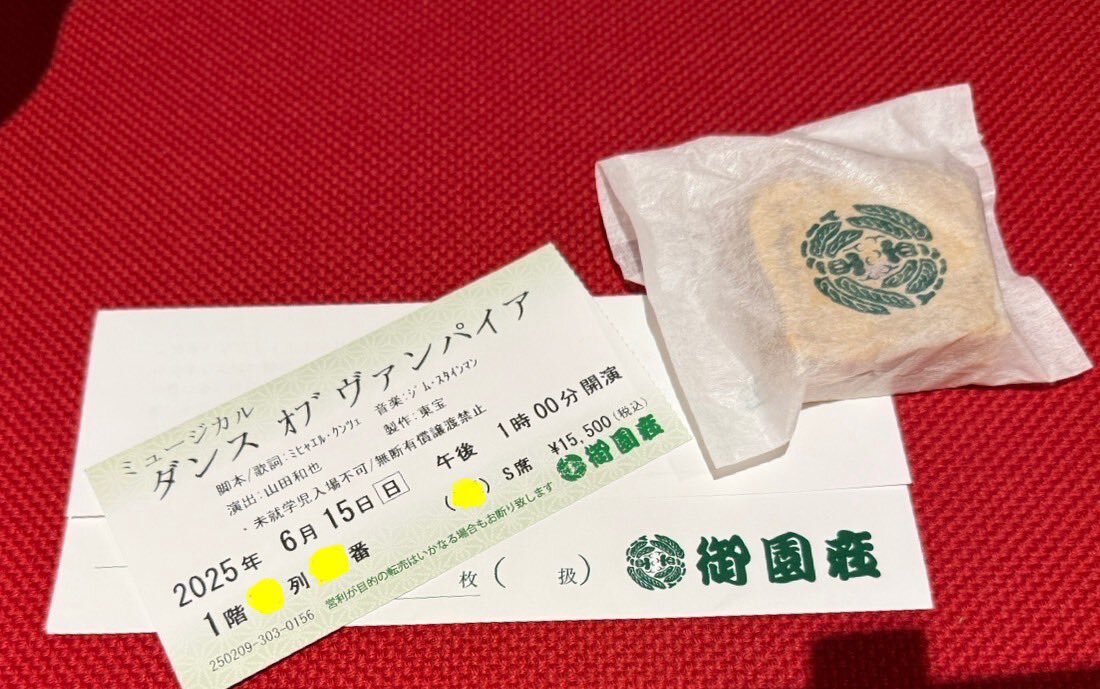 ミュージカル
ダンス オブ ヴァンパイア
脚本/歌詞：ミヒャエル・クンツェ 音楽：ジム・スタインマン
演出：山田和也 製作：東宝
・未就学児入場不可/無断有償譲渡禁止
2025年 6月 15日 日 午後 1時00分開演
1階 列 番 ( ) S席 ¥15,500(税込)
250209-303-0156 営利が目的の転売はいかなる場合もお断り致します 御園座
枚( 扱)
御園座